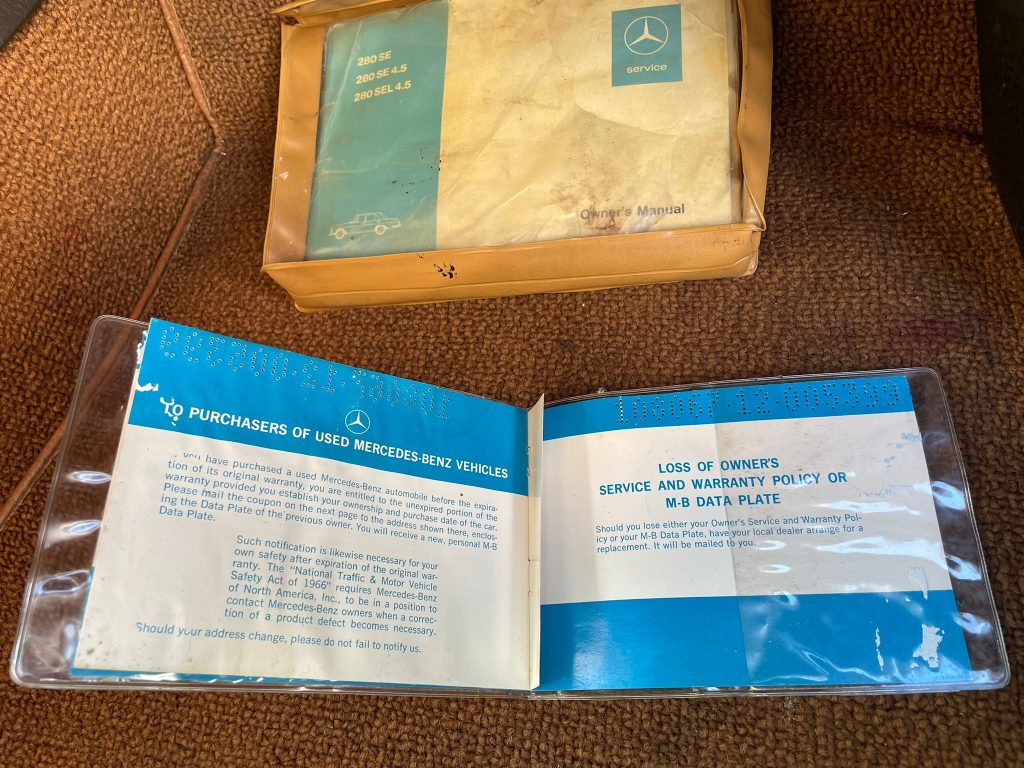 280 SE
280 SE 4.5
280 SEL 4.5
service
Owner's Manual
TO PURCHASERS OF USED MERCEDES-BENZ VEHICLES
you have purchased a used Mercedes-Benz automobile before the expira-
tion of its original warranty, you are entitled to the unexpired portion of the
warranty provided you establish your ownership and purchase date of the car.
Please mail the coupon on the next page to the address shown there, enclos-
ing the Data Plate of the previous owner. You will receive a new, personal M-B
Data Plate.
Such notification is likewise necessary for your
own safety after expiration of the original war-
ranty. The "National Traffic & Motor Vehicle
Safety Act of 1966" requires Mercedes-Benz
of North America, Inc., to be in a position to
contact Mercedes-Benz owners when a correc-
tion of a product defect becomes necessary.
Should your address change, please do not fail to notify us.
108067 12
LOSS OF OWNER'S
SERVICE AND WARRANTY POLICY OR
M-B DATA PLATE
Should you lose either your Owner's Service and Warranty Pol-
icy or your M-B Data Plate, have your local dealer arrange for a
replacement. It will be mailed to you.